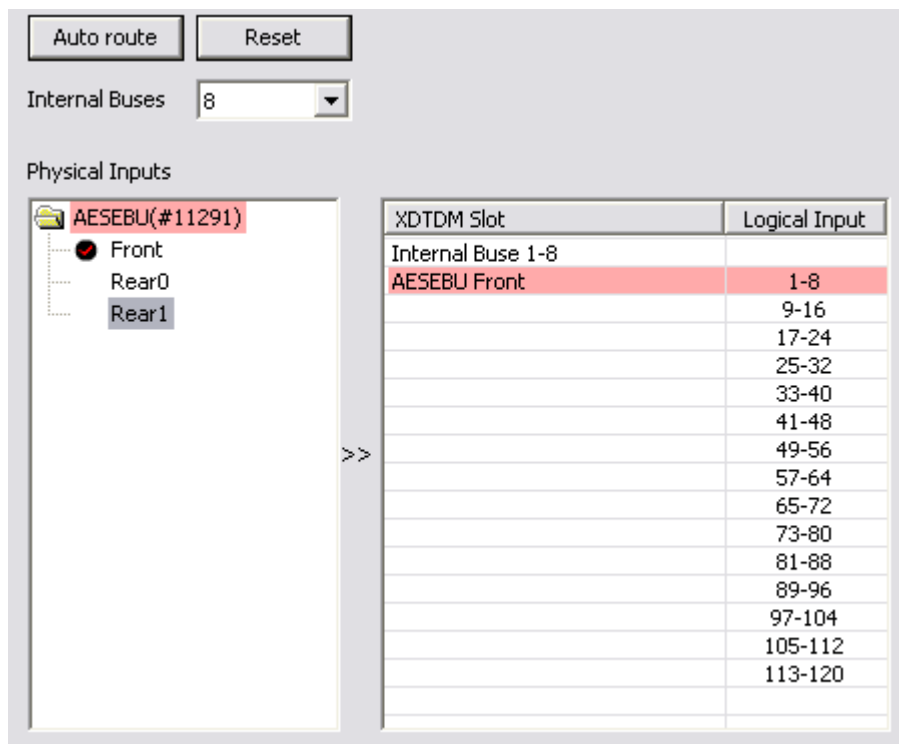 Auto route Reset
Internal Buses 8
Physical Inputs
AESEBU(#11291)
Front
Rear0
Rear1
>>
XDTDM Slot Logical Input
Internal Buse 1-8
AESEBU Front 1-8
9-16
17-24
25-32
33-40
41-48
49-56
57-64
65-72
73-80
81-88
89-96
97-104
105-112
113-120